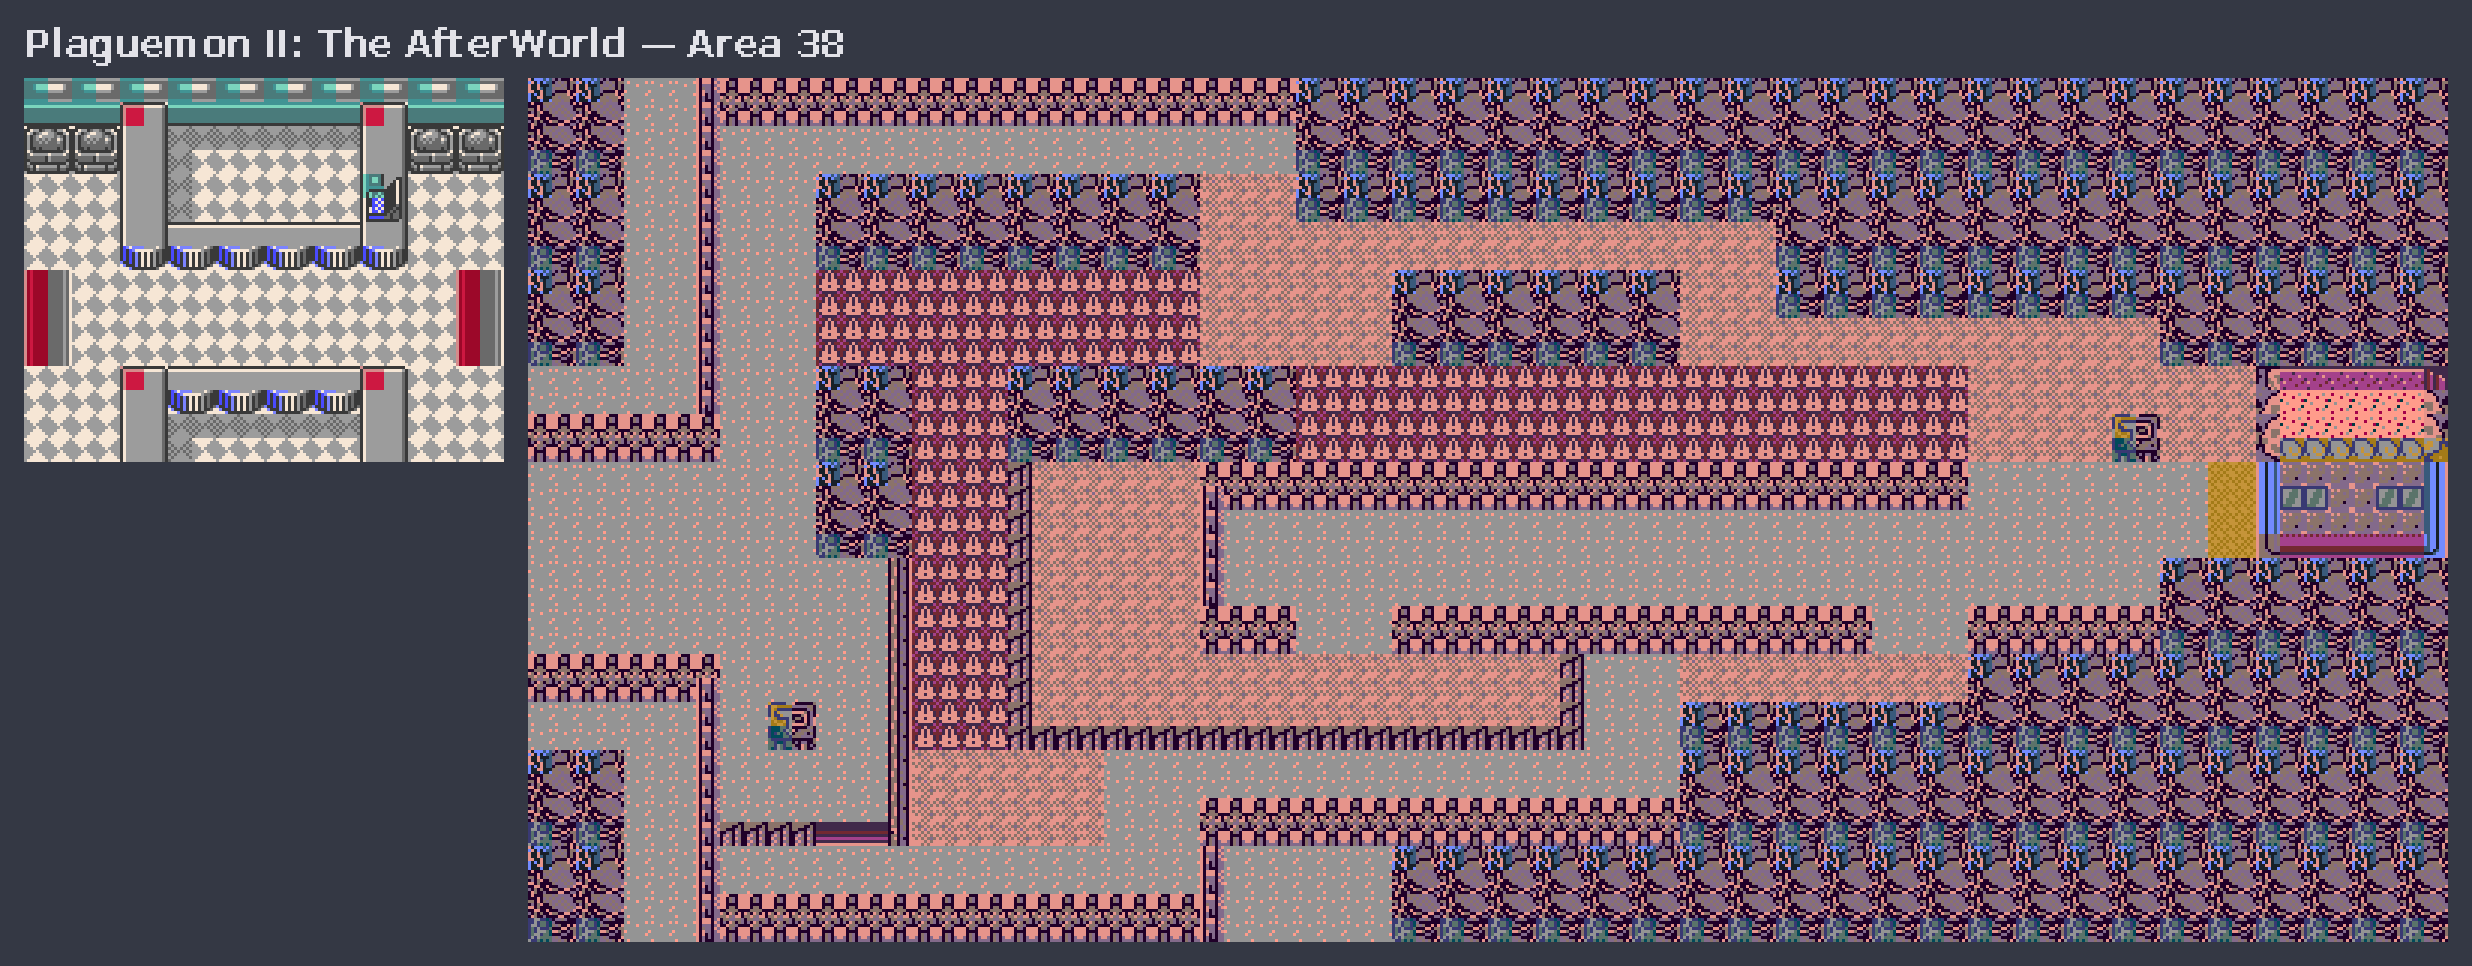 Plaguemon II: The AfterWorld — Area 38